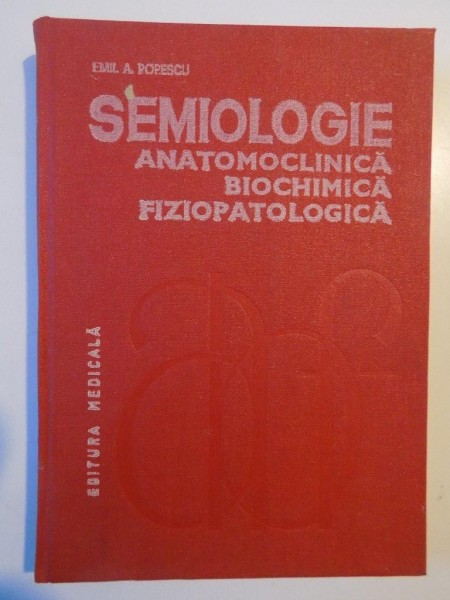 EMIL A. POPESCU
SEMIOLOGIE
ANATOMOCLINICĂ
BIOCHIMICĂ
FIZIOPATOLOGICĂ
EDITURA MEDICALĂ